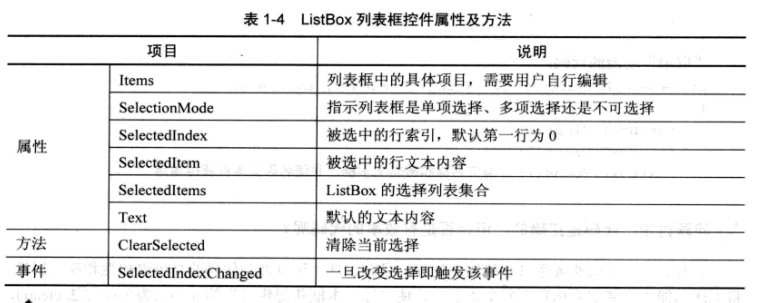 表 1-4 ListBox 列表框控件属性及方法
项目 说明
属性 Items 列表框中的具体项目，需要用户自行编辑
SelectionMode 指示列表框是单项选择、多项选择还是不可选择
SelectedIndex 被选中的行索引，默认第一行为 0
SelectedItem 被选中的行文本内容
SelectedItems ListBox 的选择列表集合
Text 默认的文本内容
方法 ClearSelected 清除当前选择
事件 SelectedIndexChanged 一旦改变选择即触发该事件